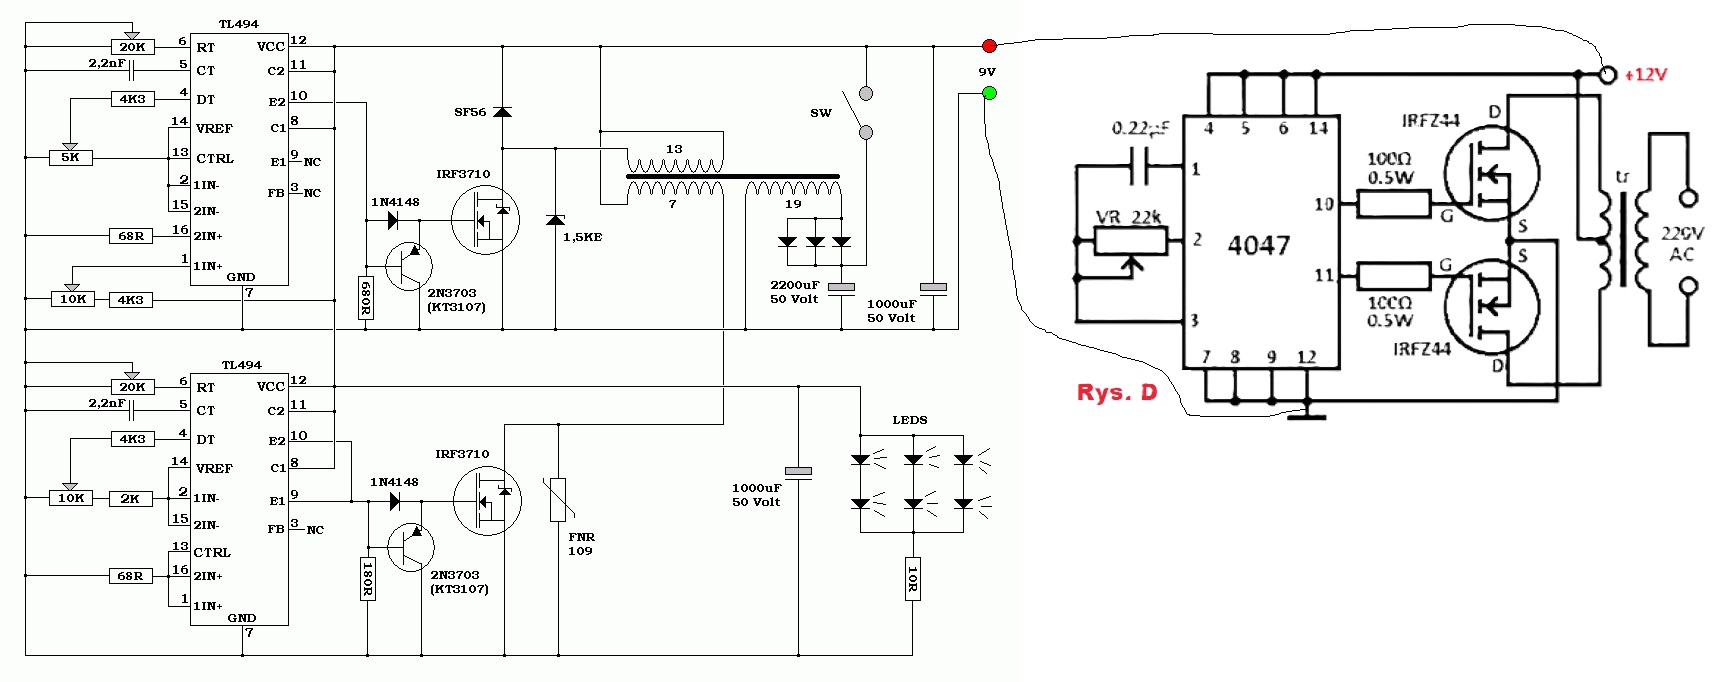 TL494
20K
6
RT
VCC
12
2,2nF
5
CT
C2
11
4K3
4
DT
E2
10
14
VREF
C1
8
5K
13
CTRL
E1
9
NC
2
1IN-
FB
3
NC
15
2IN-
68R
16
2IN+
1
1IN+
10K
4K3
GND
7
1N4148
680R
2N3703
(KT3107)
IRF3710
SF56
1,5KE
13
7
19
2200uF
50 Volt
SW
1000uF
50 Volt
9V
TL494
20K
6
RT
VCC
12
2,2nF
5
CT
C2
11
4K3
4
DT
E2
10
14
VREF
C1
8
10K
2K
2
1IN-
E1
9
15
2IN-
FB
3
NC
13
CTRL
68R
16
2IN+
1
1IN+
GND
7
1N4148
180R
2N3703
(KT3107)
IRF3710
FNR
109
1000uF
50 Volt
LEDS
10R
+12V
4 5 6 14
0.22µF
1
VR 22k
2
3
4047
10
11
7 8 9 12
100Ω
0.5W
100Ω
0.5W
IRFZ44
D
G
S
S
G
D
IRFZ44
tr
220V
AC
Rys. D